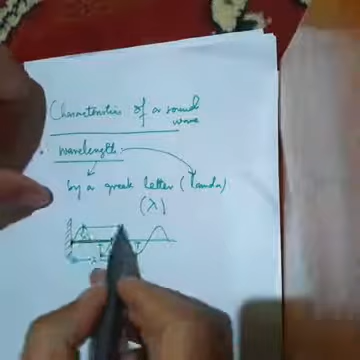 Characteristics of a sound
wave
wavelength
by a greek letter (lamda)
(λ)